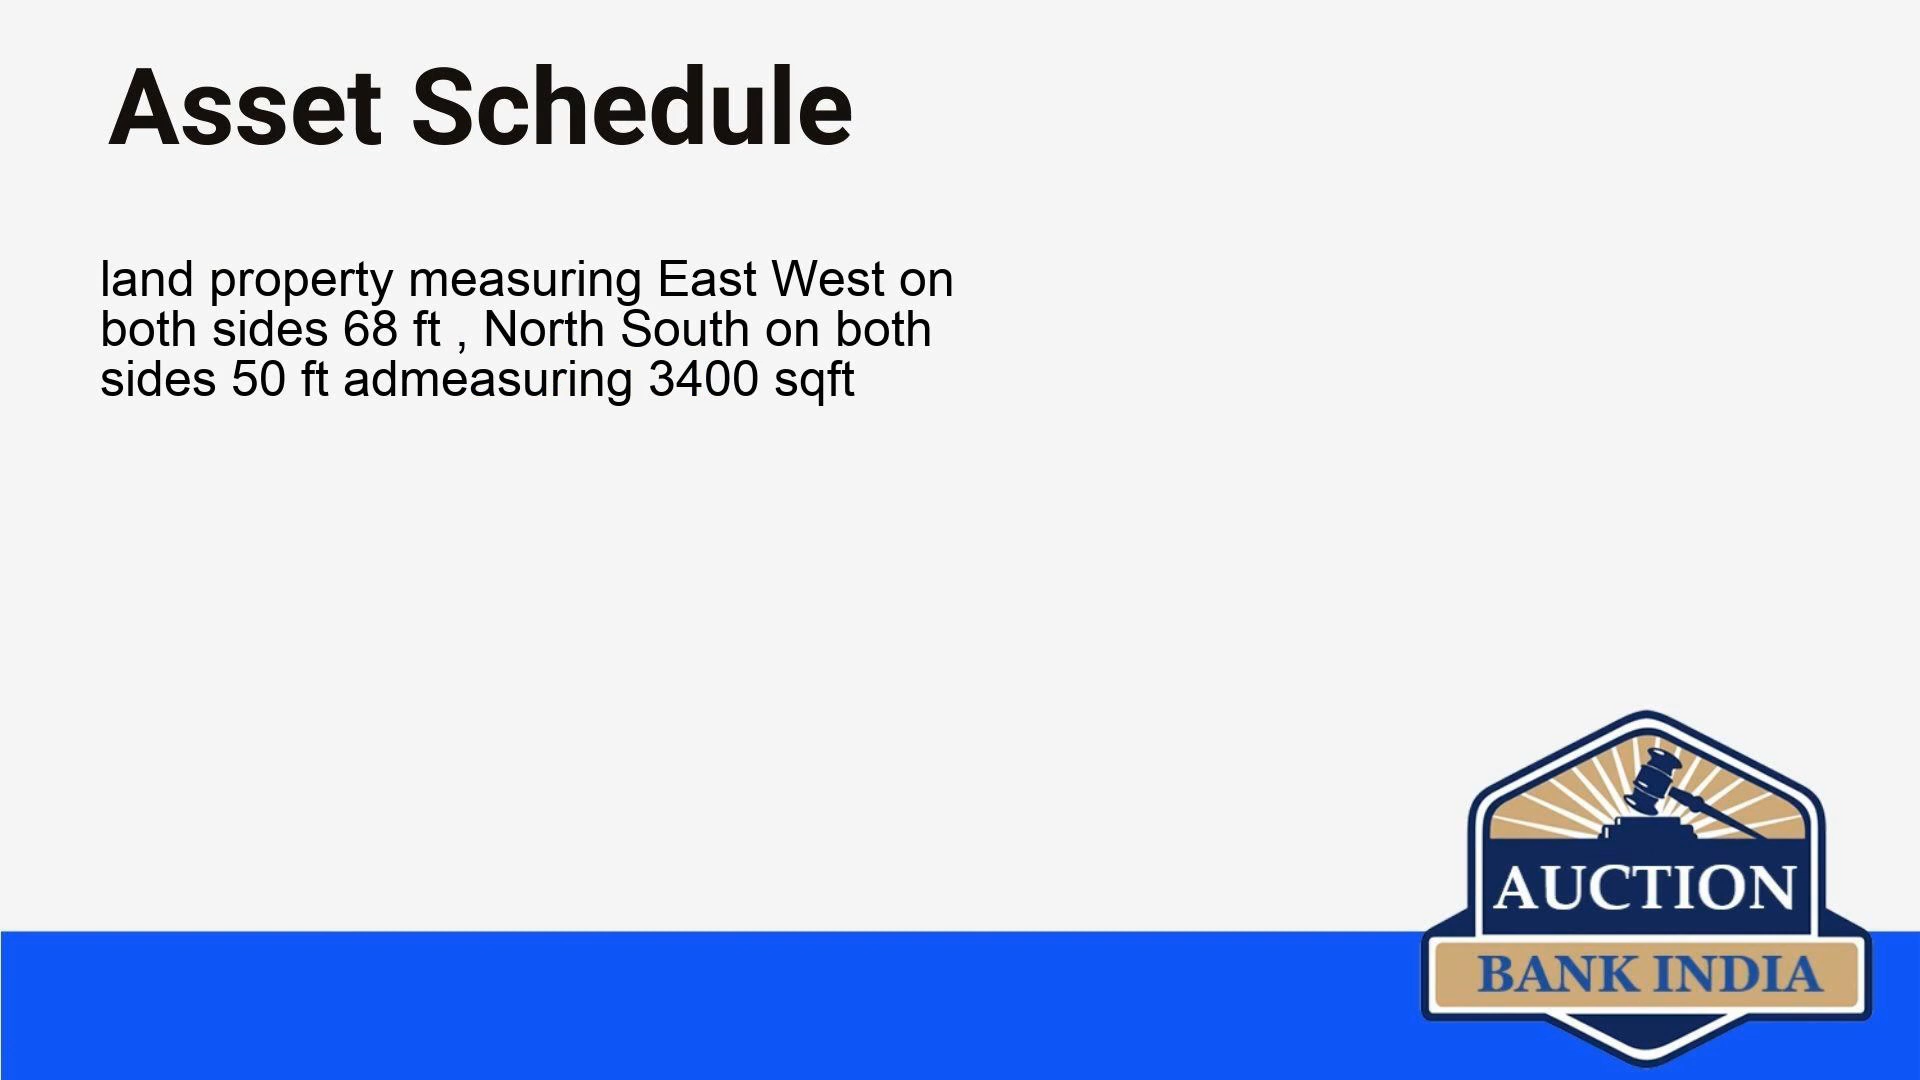 Asset Schedule
land property measuring East West on
both sides 68 ft , North South on both
sides 50 ft admeasuring 3400 sqft
AUCTION
BANK INDIA